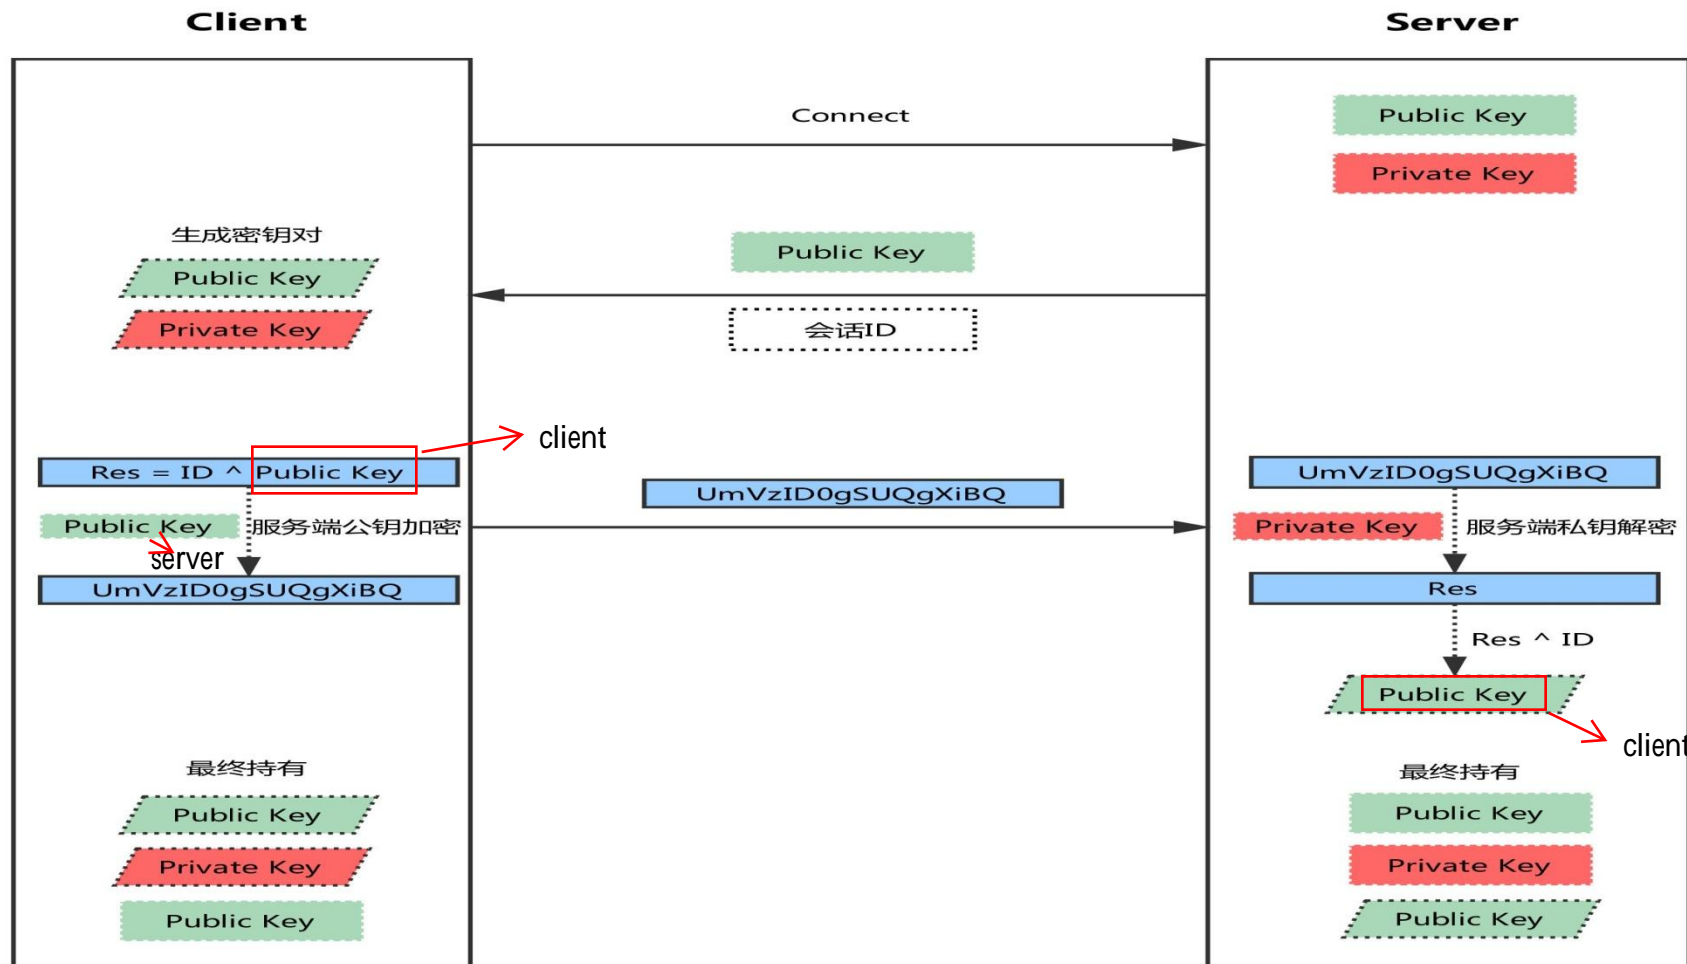 Client
Server
Connect
Public Key
Private Key
生成密钥对
Public Key
Private Key
Public Key
会话ID
client
Res = ID ^ Public Key
Public Key
服务端公钥加密
server
UmVzID0gSUQgXiBQ
UmVzID0gSUQgXiBQ
UmVzID0gSUQgXiBQ
Private Key
服务端私钥解密
Res
Res ^ ID
Public Key
client
最终持有
Public Key
Private Key
Public Key
最终持有
Public Key
Private Key
Public Key